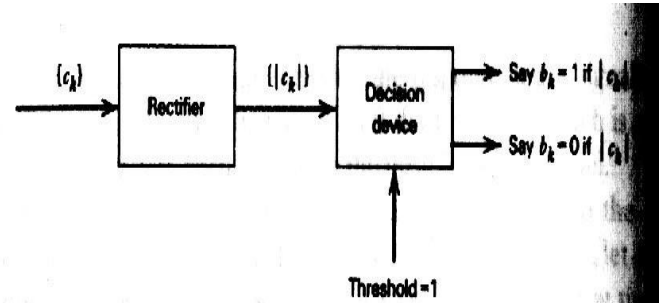 {c_k}
Rectifier
{|c_k|}
Decision
device
Say b_k = 1 if |c_k|
Say b_k = 0 if |c_k|
Threshold = 1